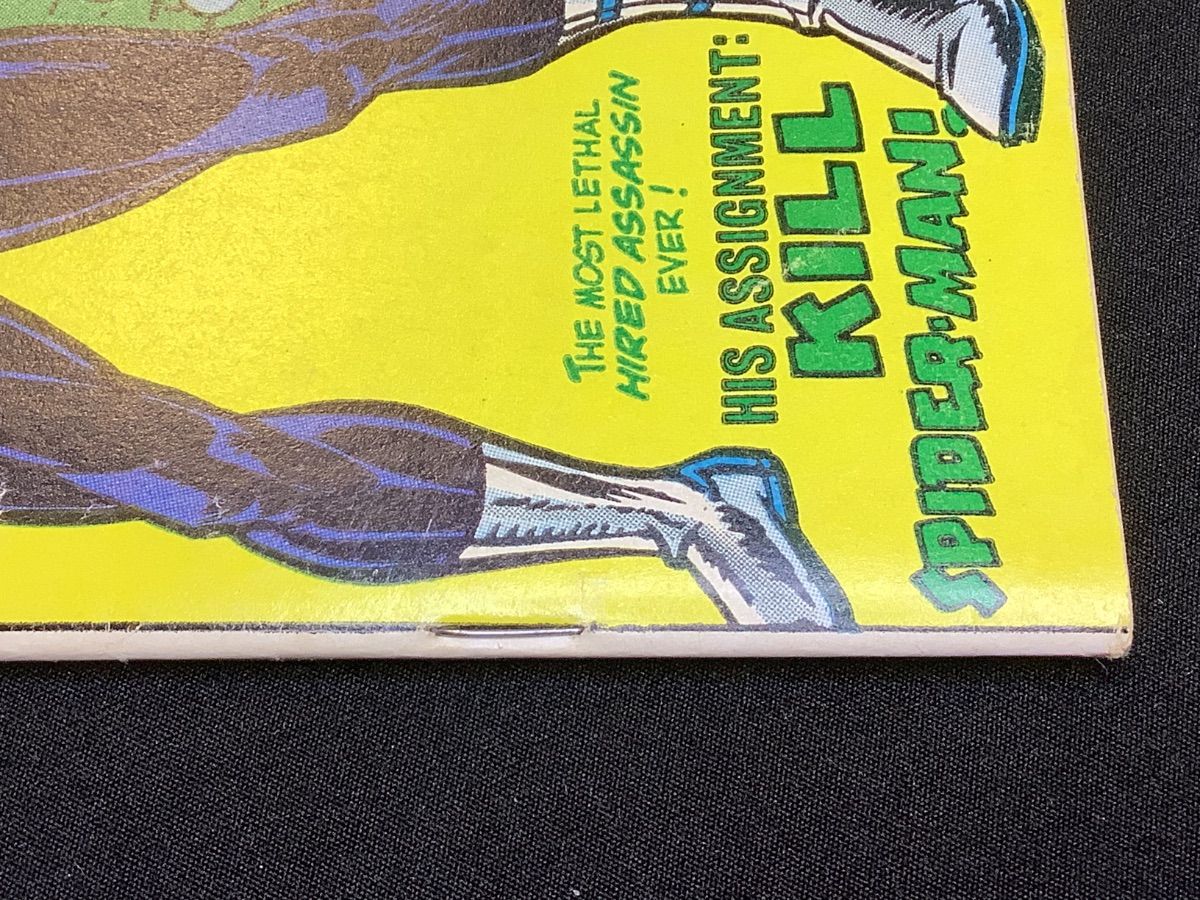 THE MOST LETHAL
HIRED ASSASSIN
EVER!
HIS ASSIGNMENT:
KILL
SPIDER-MAN!